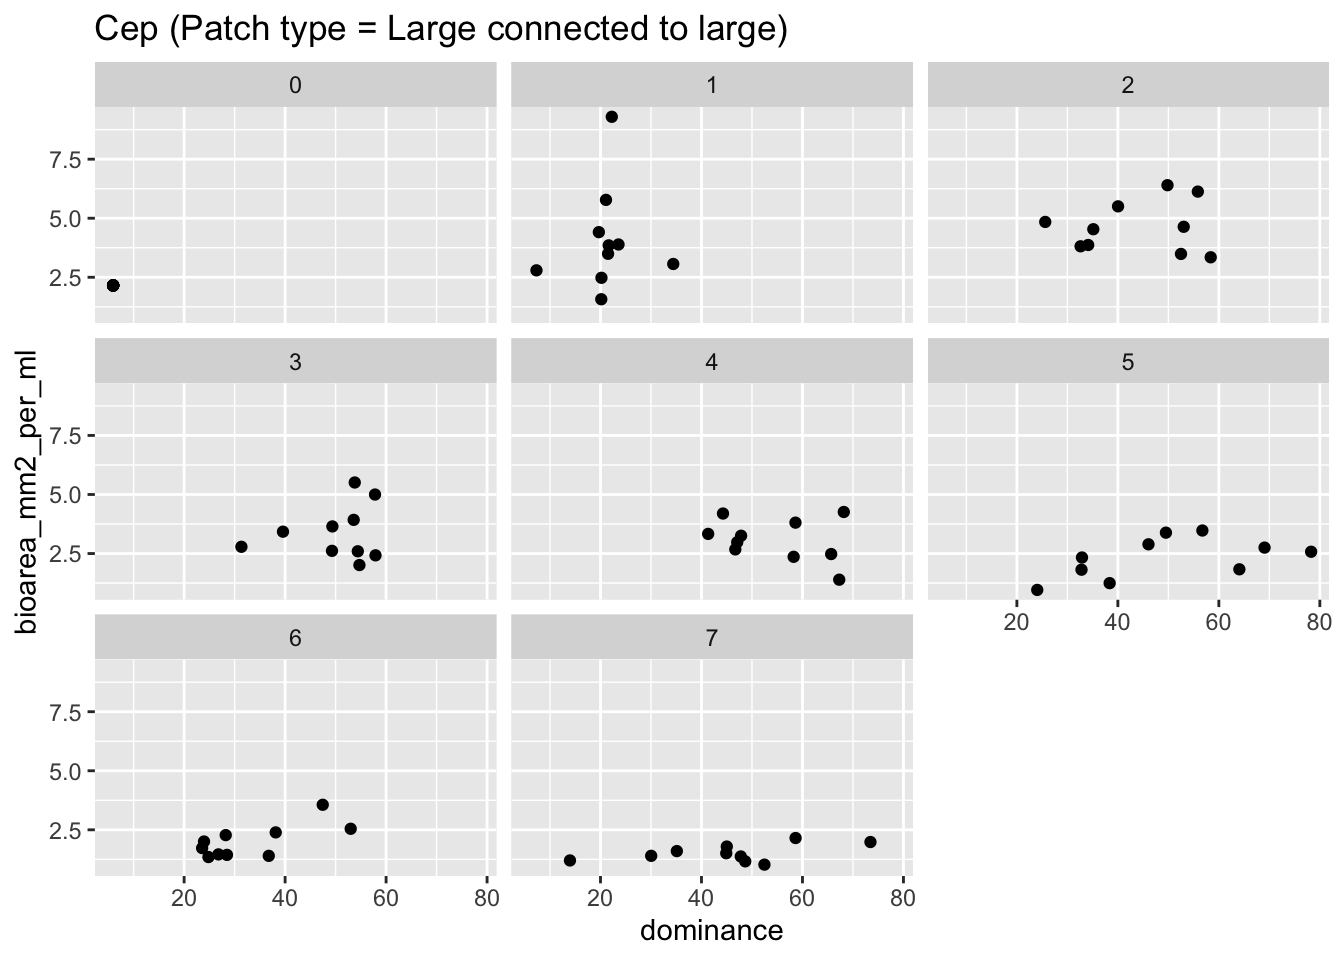 Cep (Patch type = Large connected to large)
0 1 2
7.5
5.0
2.5
3 4 5
7.5
5.0
2.5
20 40 60 80
6 7
7.5
5.0
2.5
20 40 60 80 20 40 60 80
bioarea_mm2_per_ml
dominance